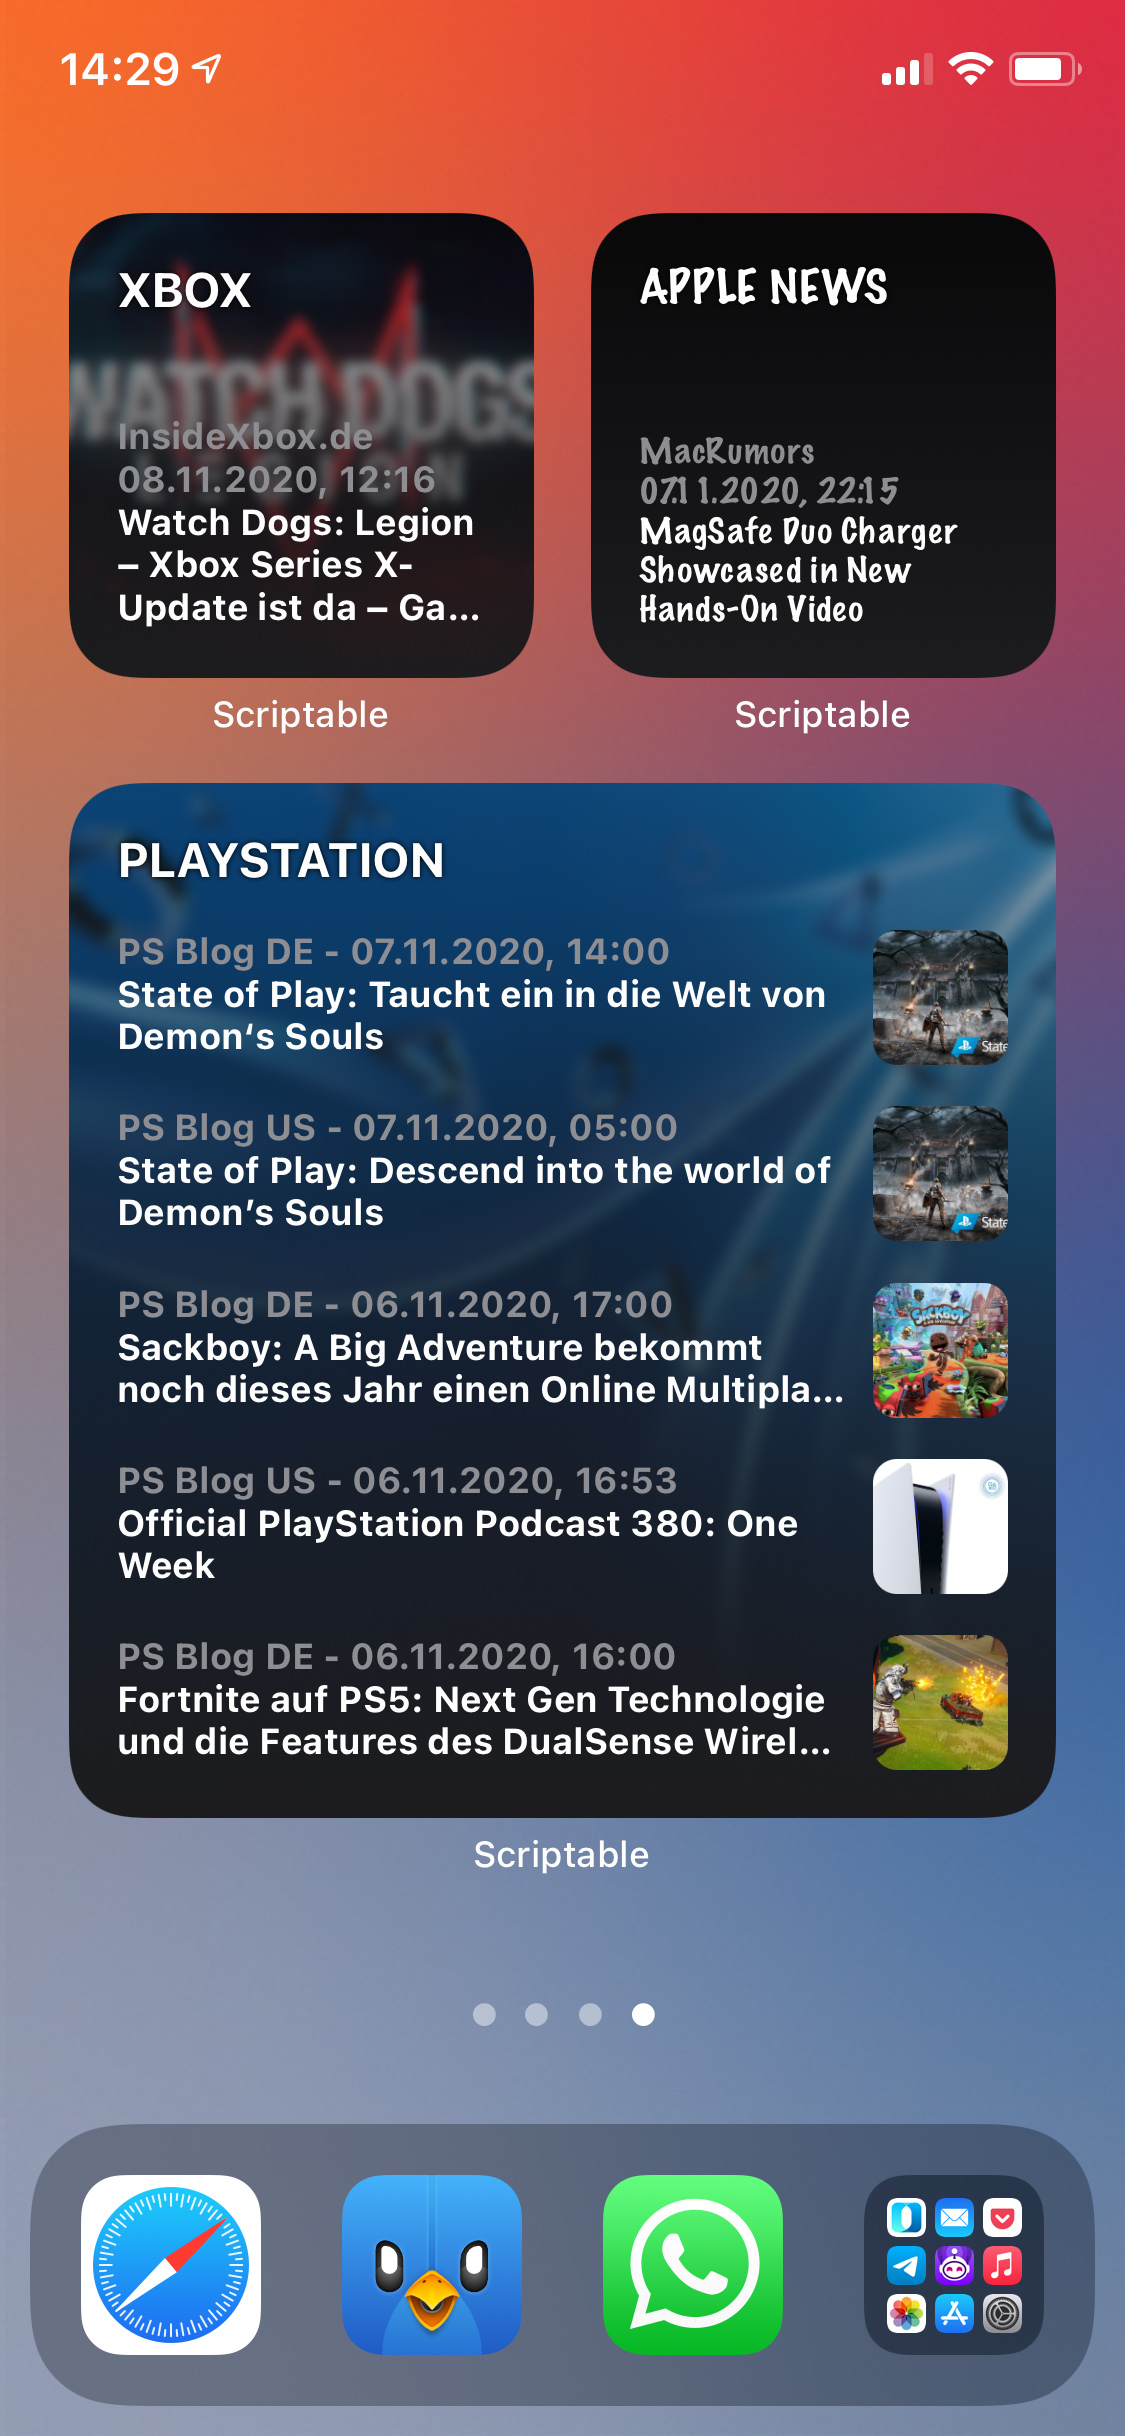 14:29
XBOX
WATCH DOGS
InsideXbox.de
08.11.2020, 12:16
Watch Dogs: Legion
– Xbox Series X-
Update ist da – Ga...
Scriptable
APPLE NEWS
MacRumors
07.11.2020, 22:15
MagSafe Duo Charger
Showcased in New
Hands-On Video
Scriptable
PLAYSTATION
PS Blog DE - 07.11.2020, 14:00
State of Play: Taucht ein in die Welt von
Demon‘s Souls
State
PS Blog US - 07.11.2020, 05:00
State of Play: Descend into the world of
Demon’s Souls
State
PS Blog DE - 06.11.2020, 17:00
Sackboy: A Big Adventure bekommt
noch dieses Jahr einen Online Multipla...
SACKBOY
PS Blog US - 06.11.2020, 16:53
Official PlayStation Podcast 380: One
Week
PS Blog DE - 06.11.2020, 16:00
Fortnite auf PS5: Next Gen Technologie
und die Features des DualSense Wirel...
Scriptable